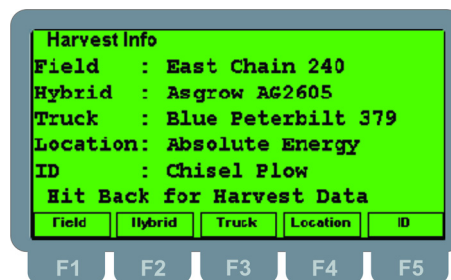 Harvest Info
Field : East Chain 240
Hybrid : Asgrow AG2605
Truck : Blue Peterbilt 379
Location: Absolute Energy
ID : Chisel Plow
Hit Back for Harvest Data
Field Hybrid Truck Location ID
F1 F2 F3 F4 F5